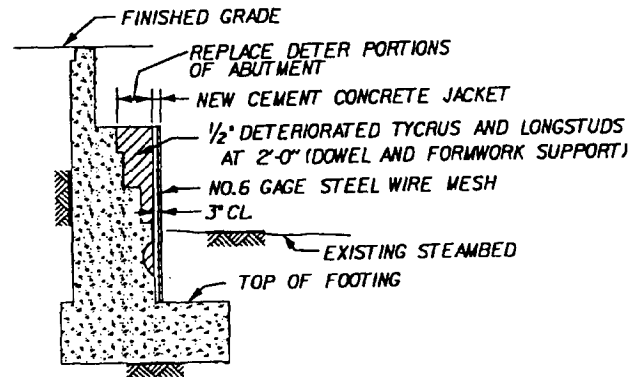 FINISHED GRADE
REPLACE DETER PORTIONS
OF ABUTMENT
NEW CEMENT CONCRETE JACKET
1/2" DETERIORATED TYCRUS AND LONGSTUDS
AT 2'-0" (DOWEL AND FORMWORK SUPPORT)
NO.6 GAGE STEEL WIRE MESH
3" CL.
EXISTING STEAMBED
TOP OF FOOTING